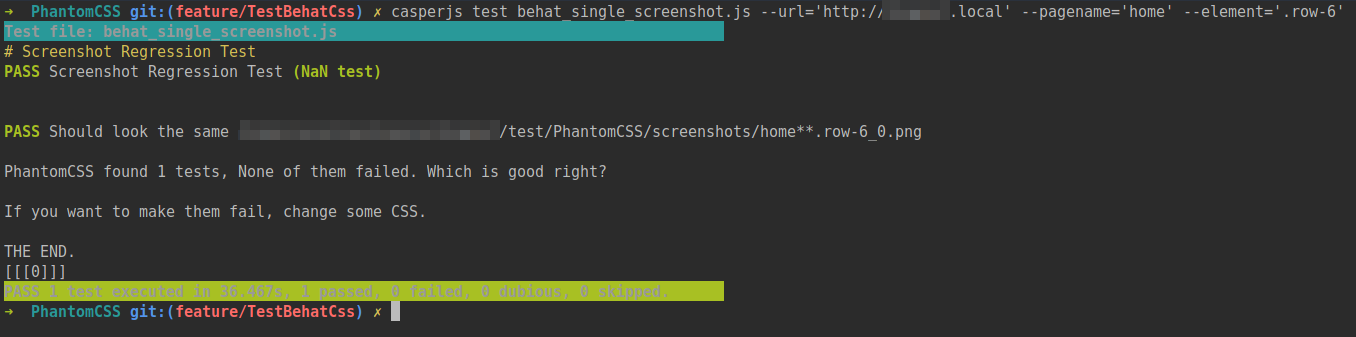 ➜ PhantomCSS git:(feature/TestBehatCss) ✗ casperjs test behat_single_screenshot.js --url='http:// .local' --pagename='home' --element='.row-6'
Test file: behat_single_screenshot.js
# Screenshot Regression Test
PASS Screenshot Regression Test (NaN test)
PASS Should look the same /test/PhantomCSS/screenshots/home**.row-6_0.png
PhantomCSS found 1 tests, None of them failed. Which is good right?
If you want to make them fail, change some CSS.
THE END.
[[[0]]]
PASS 1 test executed in 36.467s, 1 passed, 0 failed, 0 dubious, 0 skipped.
➜ PhantomCSS git:(feature/TestBehatCss) ✗